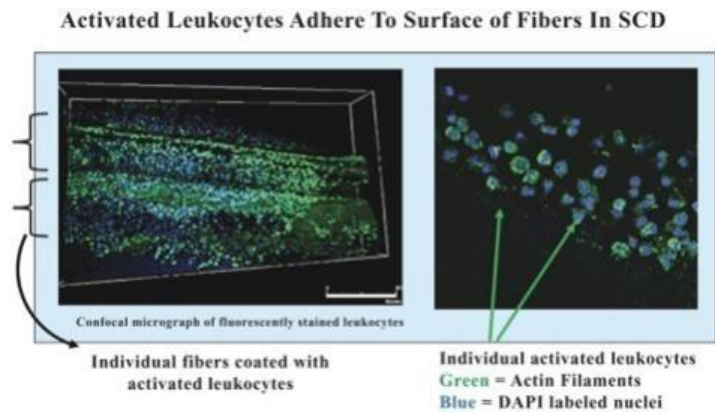 Activated Leukocytes Adhere To Surface of Fibers In SCD
Confocal micrograph of fluorescently stained leukocytes
Individual fibers coated with
activated leukocytes
Individual activated leukocytes
Green = Actin Filaments
Blue = DAPI labeled nuclei